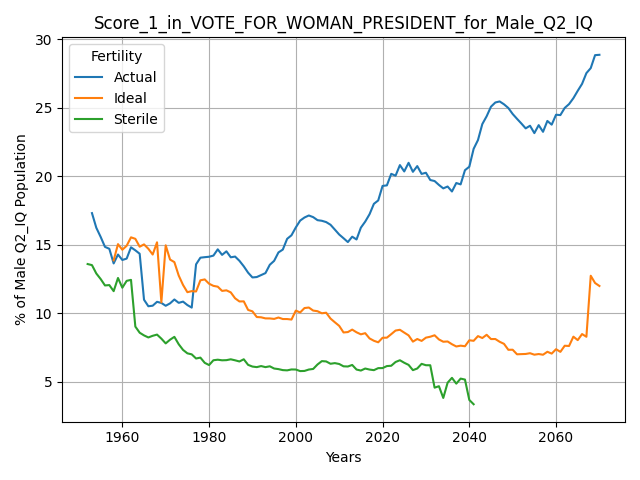 Score_1_in_VOTE_FOR_WOMAN_PRESIDENT_for_Male_Q2_IQ
Fertility
Actual
Ideal
Sterile
% of Male Q2_IQ Population
30
25
20
15
10
5
1960
1980
2000
2020
2040
2060
Years